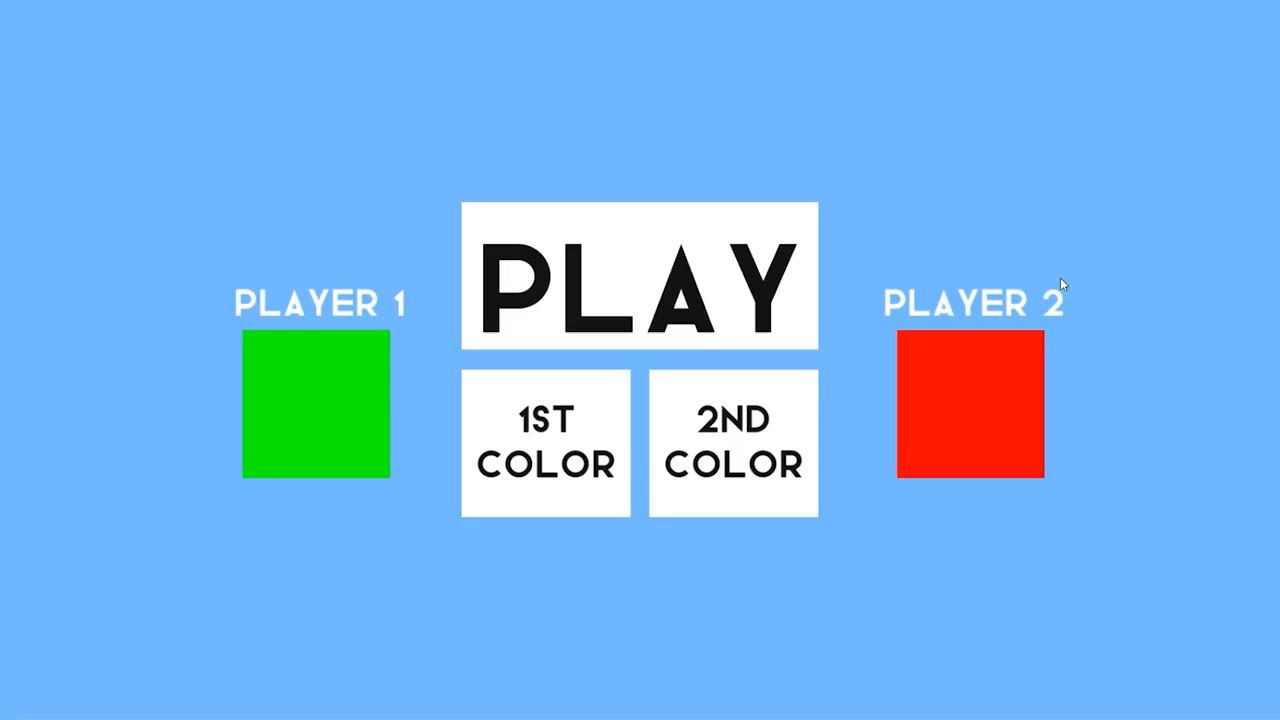 PLAY
PLAYER 1
PLAYER 2
1ST
COLOR
2ND
COLOR